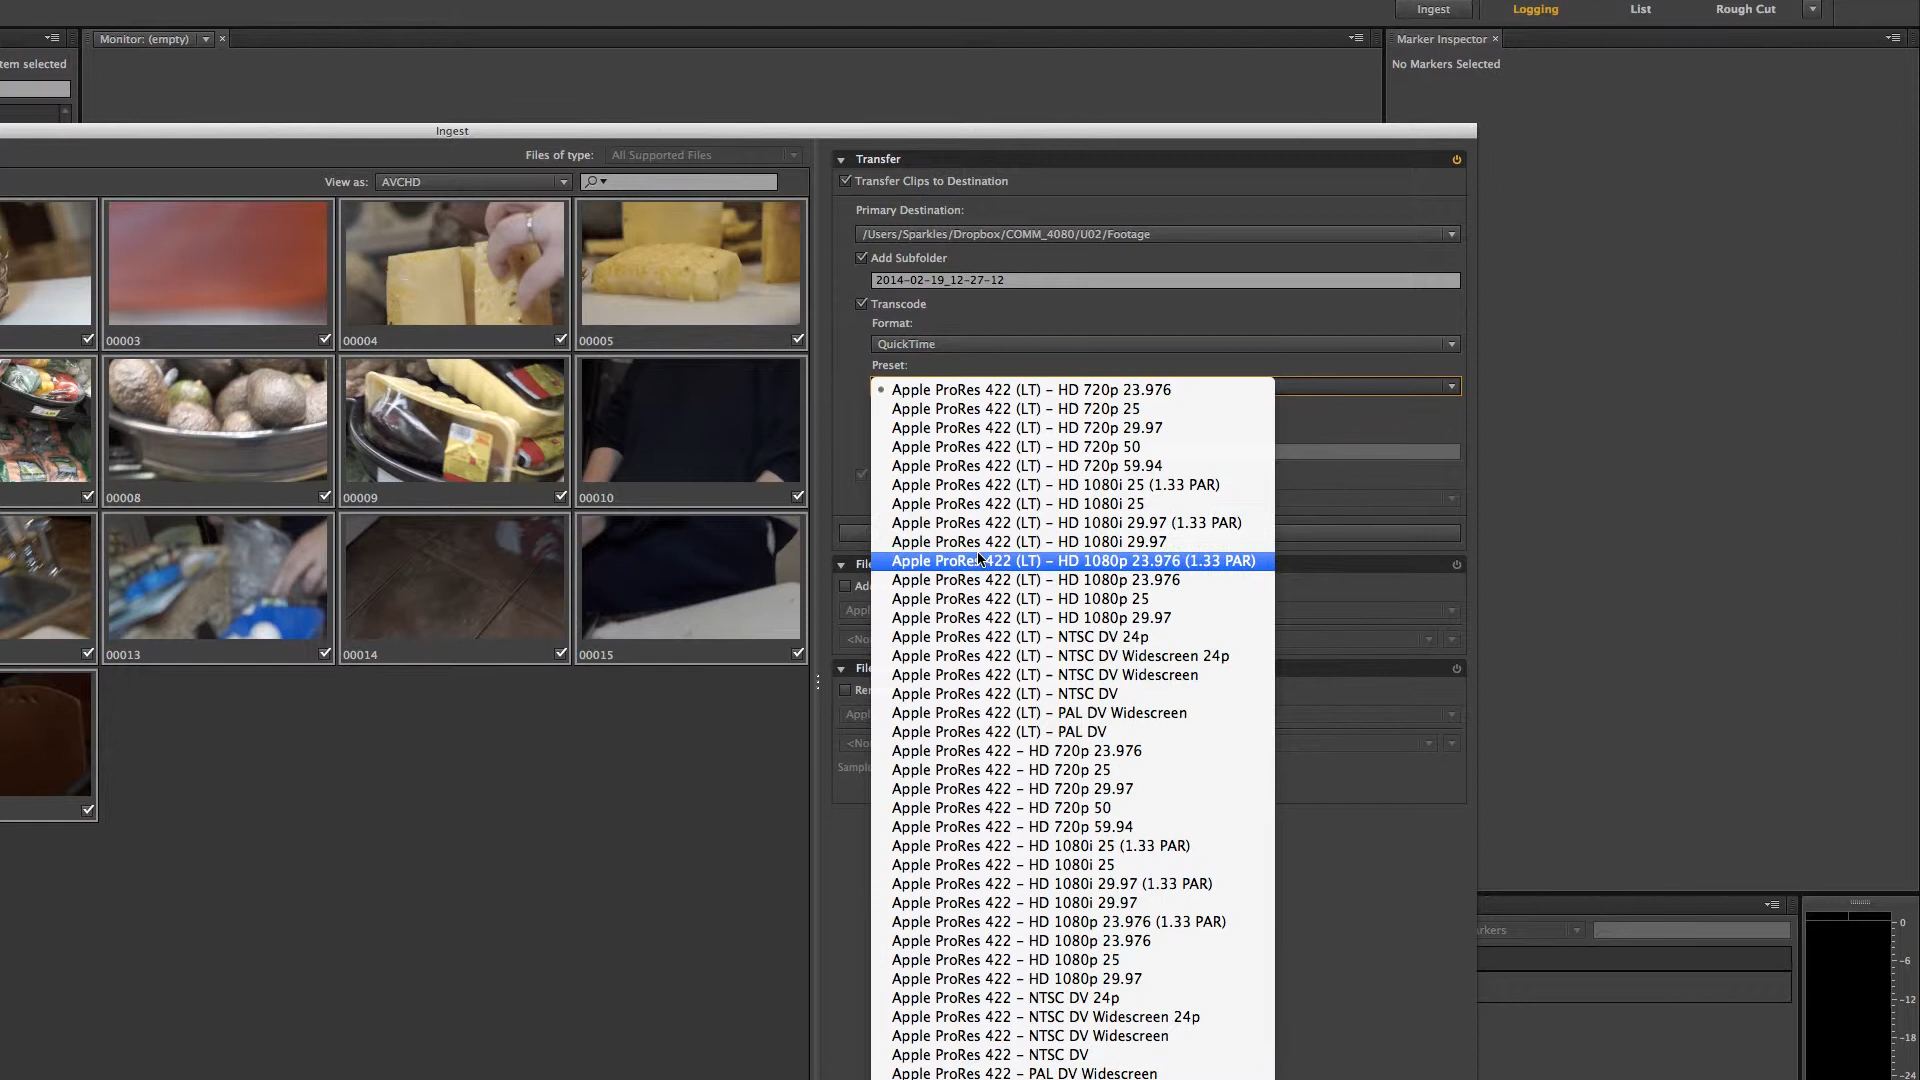 Ingest
Logging
List
Rough Cut
Monitor: (empty)
Marker Inspector
tem selected
No Markers Selected
Ingest
Files of type: All Supported Files
View as: AVCHD
00003
00004
00005
00008
00009
00010
00013
00014
00015
Transfer
Transfer Clips to Destination
Primary Destination:
/Users/Sparkles/Dropbox/COMM_4080/U02/Footage
Add Subfolder
2014-02-19_12-27-12
Transcode
Format:
QuickTime
Preset:
Apple ProRes 422 (LT) – HD 720p 23.976
Apple ProRes 422 (LT) – HD 720p 25
Apple ProRes 422 (LT) – HD 720p 29.97
Apple ProRes 422 (LT) – HD 720p 50
Apple ProRes 422 (LT) – HD 720p 59.94
Apple ProRes 422 (LT) – HD 1080i 25 (1.33 PAR)
Apple ProRes 422 (LT) – HD 1080i 25
Apple ProRes 422 (LT) – HD 1080i 29.97 (1.33 PAR)
Apple ProRes 422 (LT) – HD 1080i 29.97
Apple ProRes 422 (LT) – HD 1080p 23.976 (1.33 PAR)
Apple ProRes 422 (LT) – HD 1080p 23.976
Apple ProRes 422 (LT) – HD 1080p 25
Apple ProRes 422 (LT) – HD 1080p 29.97
Apple ProRes 422 (LT) – NTSC DV 24p
Apple ProRes 422 (LT) – NTSC DV Widescreen 24p
Apple ProRes 422 (LT) – NTSC DV Widescreen
Apple ProRes 422 (LT) – NTSC DV
Apple ProRes 422 (LT) – PAL DV Widescreen
Apple ProRes 422 (LT) – PAL DV
Apple ProRes 422 – HD 720p 23.976
Apple ProRes 422 – HD 720p 25
Apple ProRes 422 – HD 720p 29.97
Apple ProRes 422 – HD 720p 50
Apple ProRes 422 – HD 720p 59.94
Apple ProRes 422 – HD 1080i 25 (1.33 PAR)
Apple ProRes 422 – HD 1080i 25
Apple ProRes 422 – HD 1080i 29.97 (1.33 PAR)
Apple ProRes 422 – HD 1080i 29.97
Apple ProRes 422 – HD 1080p 23.976 (1.33 PAR)
Apple ProRes 422 – HD 1080p 23.976
Apple ProRes 422 – HD 1080p 25
Apple ProRes 422 – HD 1080p 29.97
Apple ProRes 422 – NTSC DV 24p
Apple ProRes 422 – NTSC DV Widescreen 24p
Apple ProRes 422 – NTSC DV Widescreen
Apple ProRes 422 – NTSC DV
Apple ProRes 422 – PAL DV Widescreen
File
Add
Appl
<No
File
Ren
Appl
<No
Sample
rkers
0
-6
-12
-18
-24